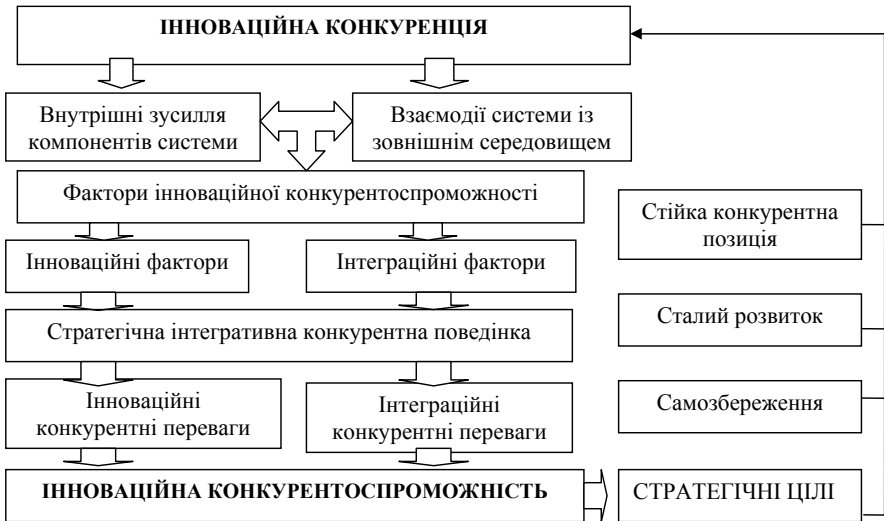 ІННОВАЦІЙНА КОНКУРЕНЦІЯ
Внутрішні зусилля
компонентів системи
Взаємодії системи із
зовнішнім середовищем
Фактори інноваційної конкурентоспроможності
Інноваційні фактори
Інтеграційні фактори
Стратегічна інтегративна конкурентна поведінка
Інноваційні
конкурентні переваги
Інтеграційні
конкурентні переваги
ІННОВАЦІЙНА КОНКУРЕНТОСПРОМОЖНІСТЬ
Стійка конкурентна
позиція
Сталий розвиток
Самозбереження
СТРАТЕГІЧНІ ЦІЛІ